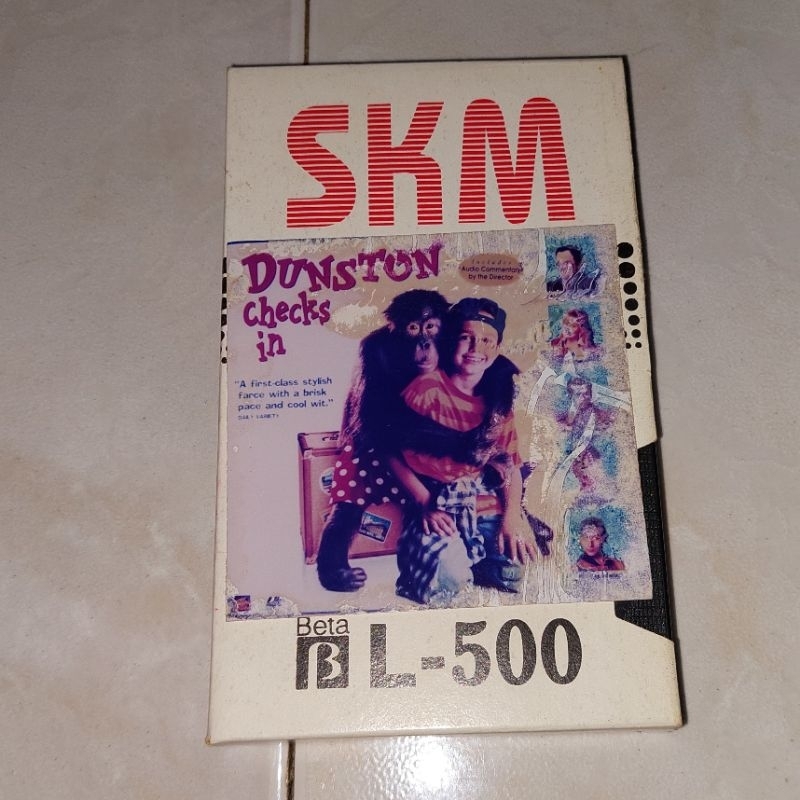 SKM
DUNSTON
checks
in
Includes
Audio Commentary
by the Director
"A first-class stylish
farce with a brisk
pace and cool wit."
DAILY VARIETY
Beta
β L-500